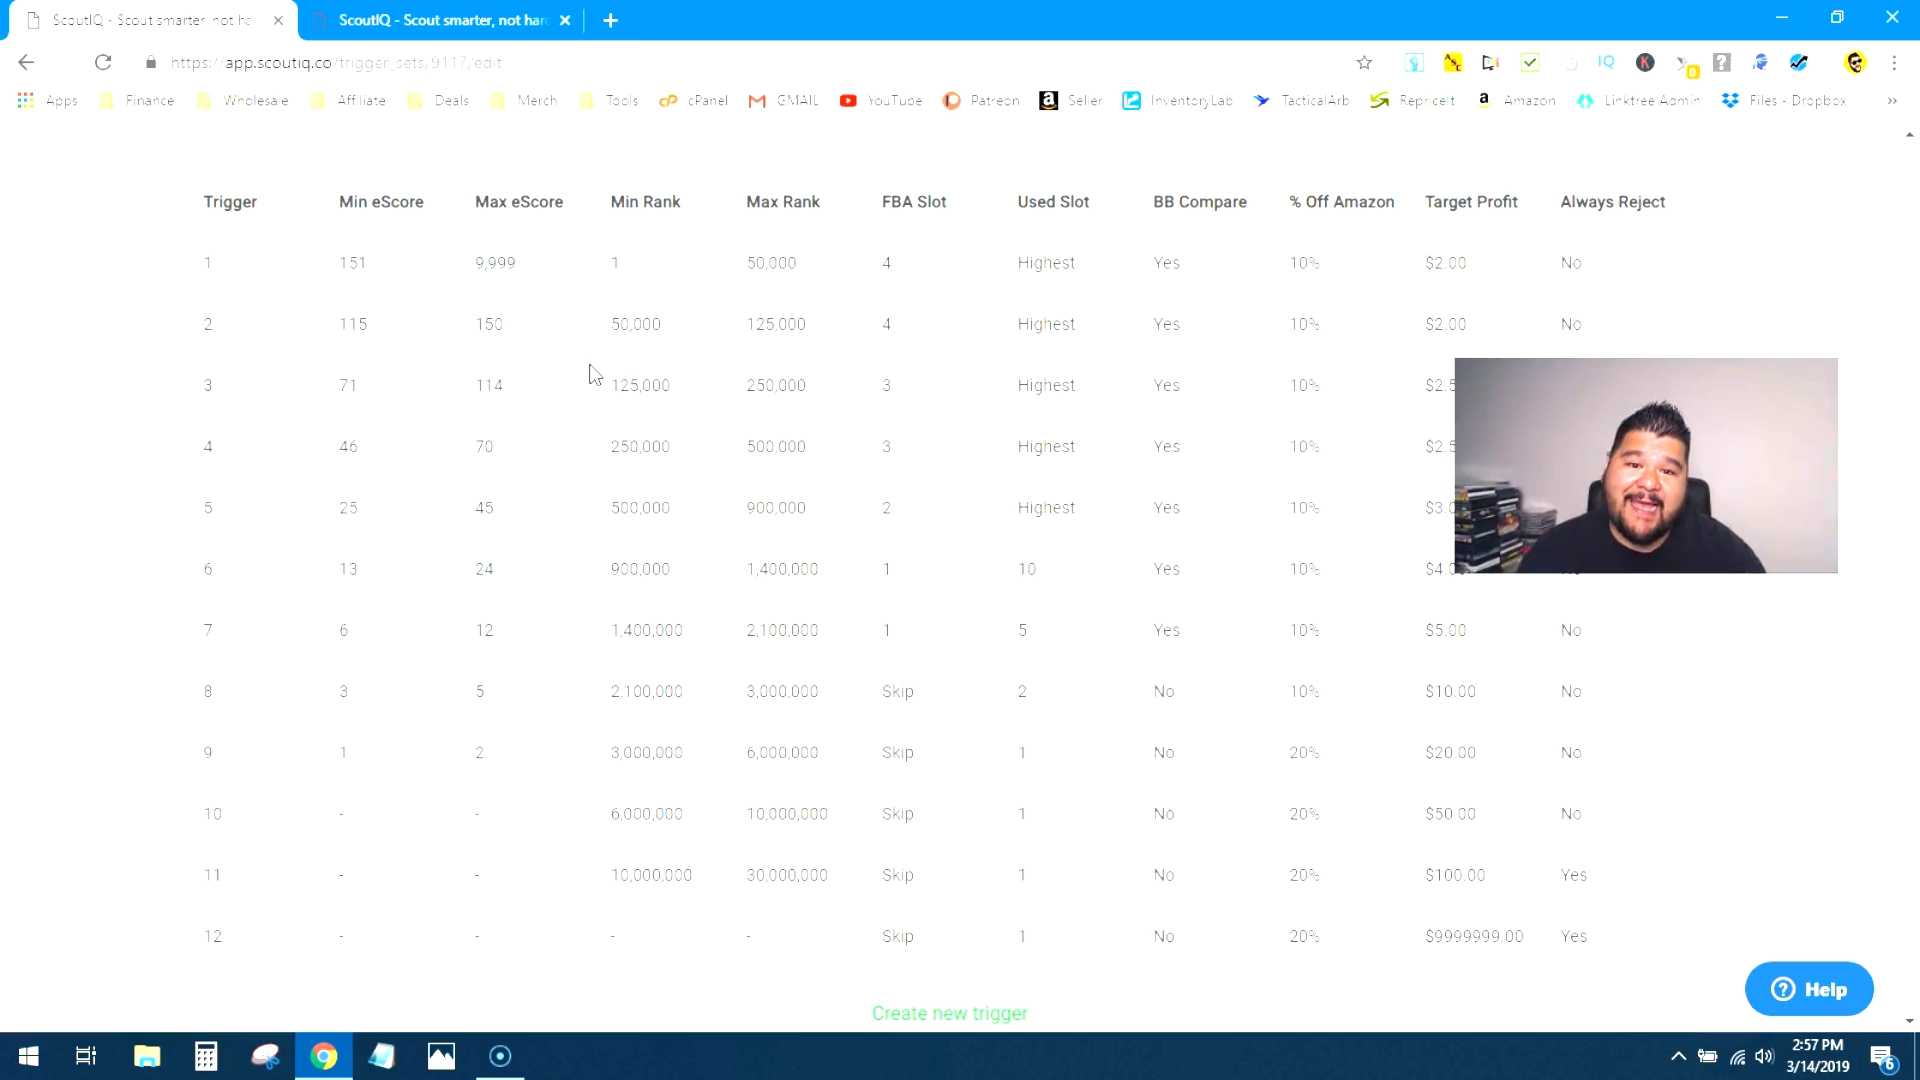 ScoutIQ - Scout smarter, not ha
ScoutIQ - Scout smarter, not har
https://app.scoutiq.co/trigger_sets/9117/edit
Apps Finance Wholesale Affiliate Deals Merch Tools cPanel GMAIL YouTube Patreon Seller InventoryLab TacticalArb RepriceIt Amazon Linktree Admin Files - Dropbox
Trigger Min eScore Max eScore Min Rank Max Rank FBA Slot Used Slot BB Compare % Off Amazon Target Profit Always Reject
1 151 9,999 1 50,000 4 Highest Yes 10% $2.00 No
2 115 150 50,000 125,000 4 Highest Yes 10% $2.00 No
3 71 114 125,000 250,000 3 Highest Yes 10% $2.5
4 46 70 250,000 500,000 3 Highest Yes 10% $2.5
5 25 45 500,000 900,000 2 Highest Yes 10% $3.0
6 13 24 900,000 1,400,000 1 10 Yes 10% $4.0
7 6 12 1,400,000 2,100,000 1 5 Yes 10% $5.00 No
8 3 5 2,100,000 3,000,000 Skip 2 No 10% $10.00 No
9 1 2 3,000,000 6,000,000 Skip 1 No 20% $20.00 No
10 - - 6,000,000 10,000,000 Skip 1 No 20% $50.00 No
11 - - 10,000,000 30,000,000 Skip 1 No 20% $100.00 Yes
12 - - - - Skip 1 No 20% $9999999.00 Yes
Help
Create new trigger
2:57 PM
3/14/2019
6